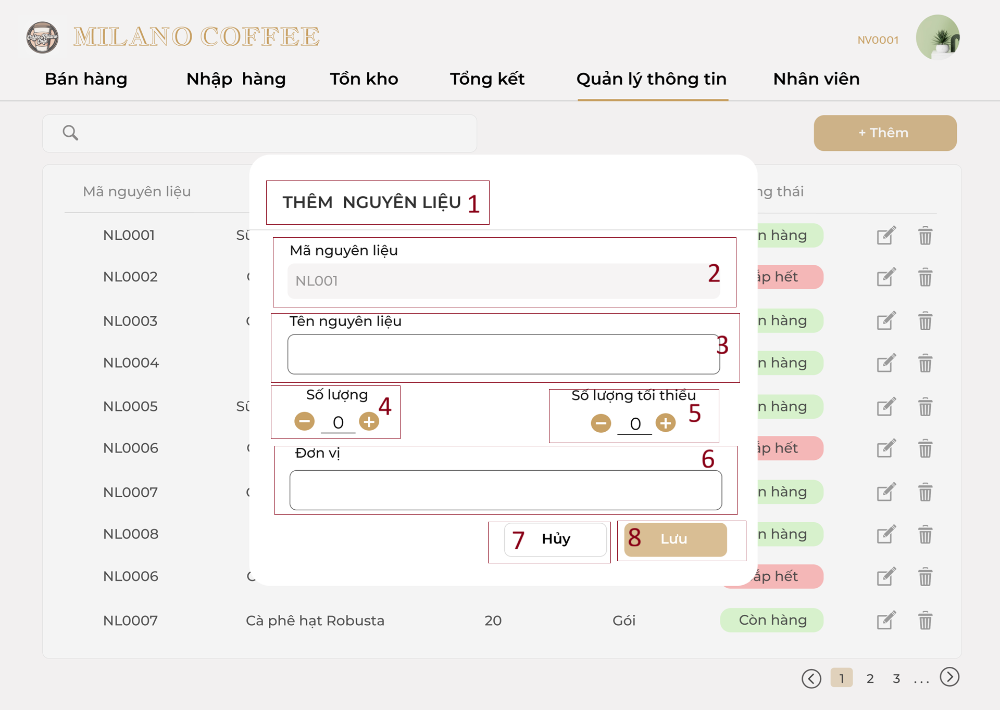 Coffee Milano
Cafe
MILANO COFFEE
NV0001
Bán hàng
Nhập hàng
Tồn kho
Tổng kết
Quản lý thông tin
Nhân viên
+ Thêm
Mã nguyên liệu
ng thái
THÊM NGUYÊN LIỆU 1
Mã nguyên liệu
NL001
2
Tên nguyên liệu
3
Số lượng
0
4
Số lượng tối thiểu
0
5
Đơn vị
6
7 Hủy
8 Lưu
NL0001
n hàng
NL0002
ắp hết
NL0003
n hàng
NL0004
n hàng
NL0005
n hàng
NL0006
ắp hết
NL0007
n hàng
NL0008
n hàng
NL0006
ắp hết
NL0007 Cà phê hạt Robusta 20 Gói Còn hàng
1 2 3 ...